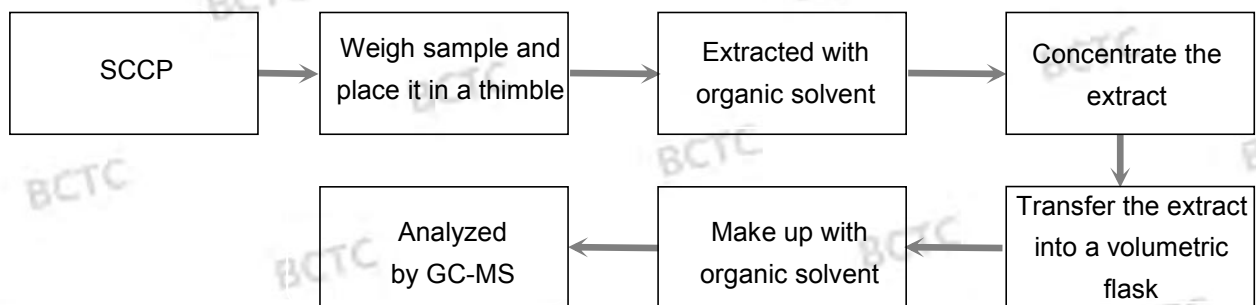 SCCP
Weigh sample and
place it in a thimble
Extracted with
organic solvent
Concentrate the
extract
Transfer the extract
into a volumetric
flask
Make up with
organic solvent
Analyzed
by GC-MS
BCTC
BCTC
BCTC
BCTC
BCTC
BCTC